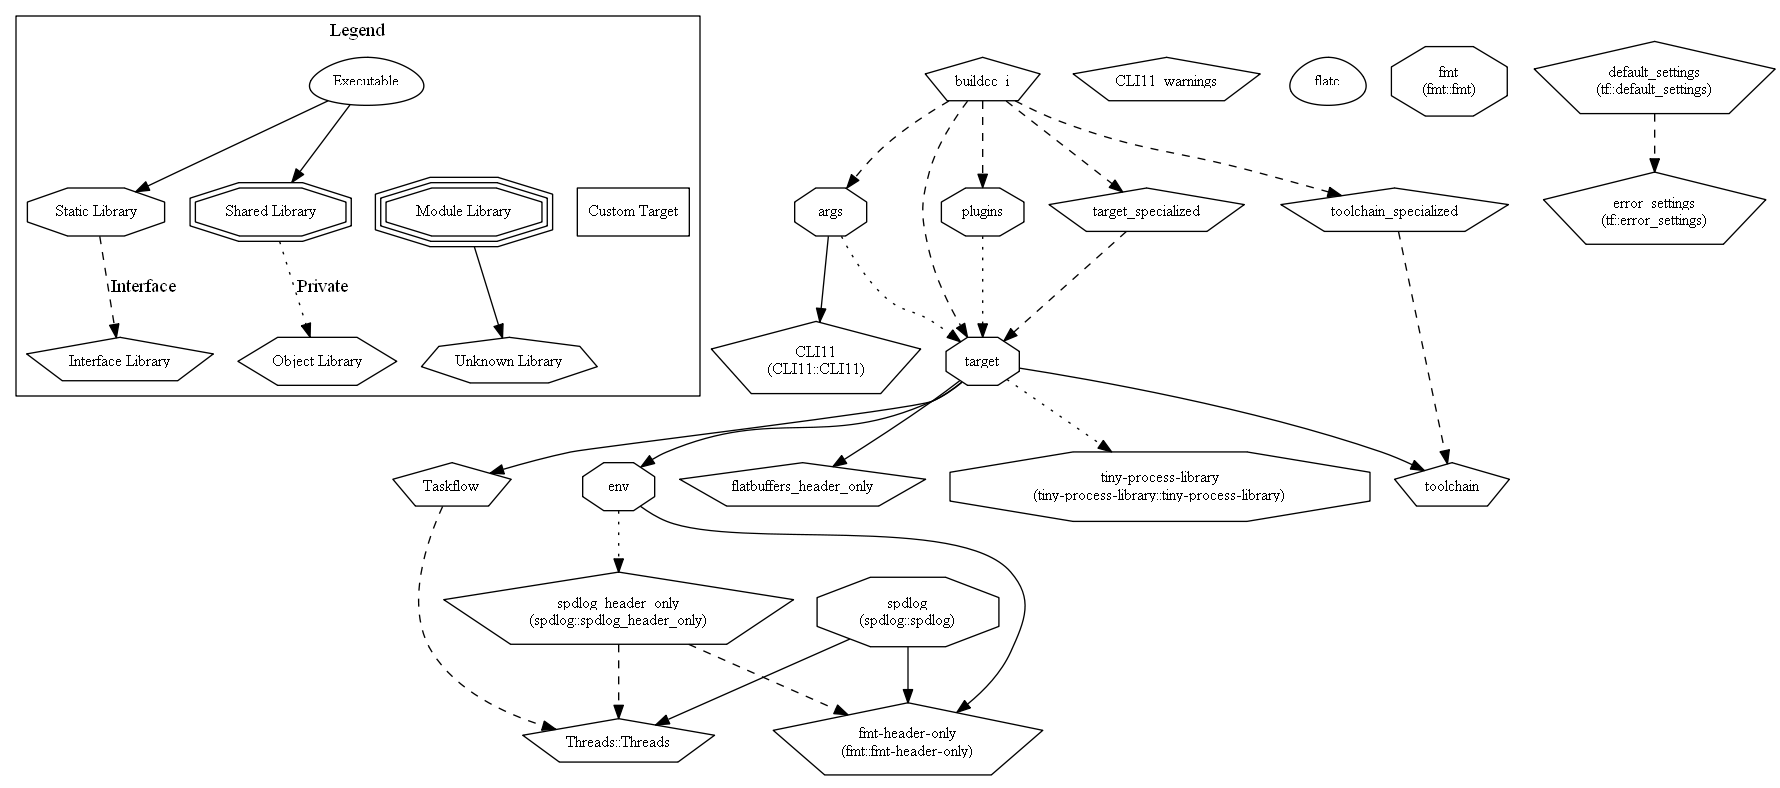 Legend
Executable
Static Library
Shared Library
Module Library
Custom Target
Interface
Private
Interface Library
Object Library
Unknown Library
buildcc_i
CLI11_warnings
flatc
fmt
(fmt::fmt)
default_settings
(tf::default_settings)
args
plugins
target_specialized
toolchain_specialized
error_settings
(tf::error_settings)
CLI11
(CLI11::CLI11)
target
Taskflow
env
flatbuffers_header_only
tiny-process-library
(tiny-process-library::tiny-process-library)
toolchain
spdlog_header_only
(spdlog::spdlog_header_only)
spdlog
(spdlog::spdlog)
Threads::Threads
fmt-header-only
(fmt::fmt-header-only)